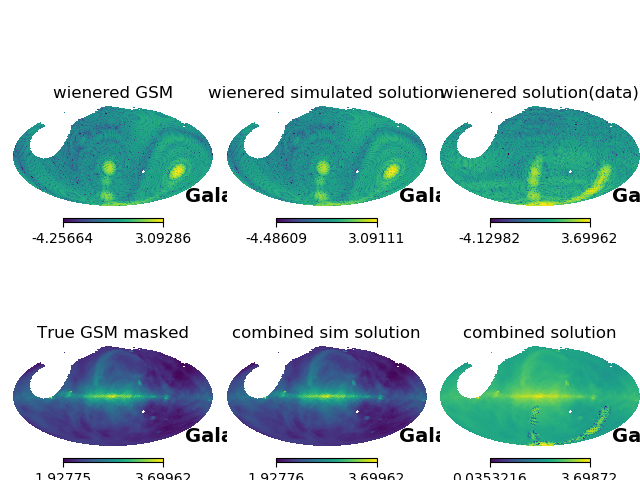 wienered GSM wienered simulated solution wienered solution(data)
Gala Gala Ga
-4.25664 3.09286 -4.48609 3.09111 -4.12982 3.69962
True GSM masked combined sim solution combined solution
Gala Gala Ga
1.92775 3.69962 1.92776 3.69962 0.0353216 3.69872